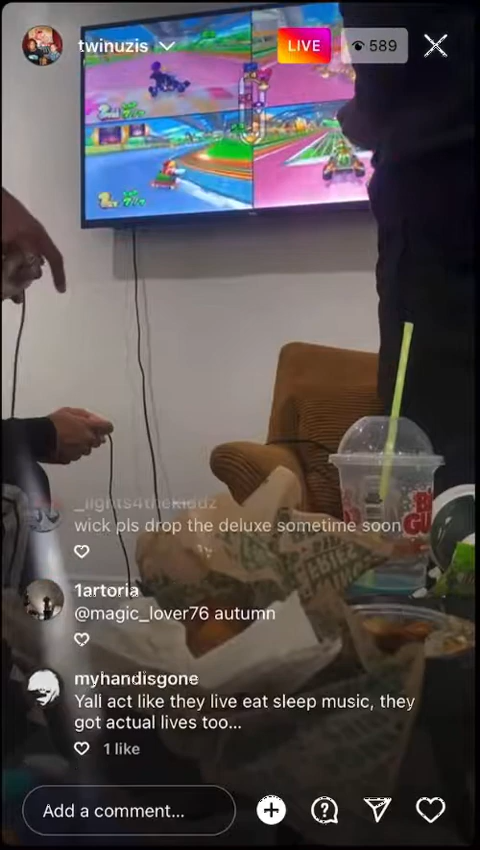 twinuzis
LIVE
589
_lights4thekiddz
wick pls drop the deluxe sometime soon
1artoria
@magic_lover76 autumn
myhandisgone
Yall act like they live eat sleep music, they
got actual lives too...
1 like
Add a comment...